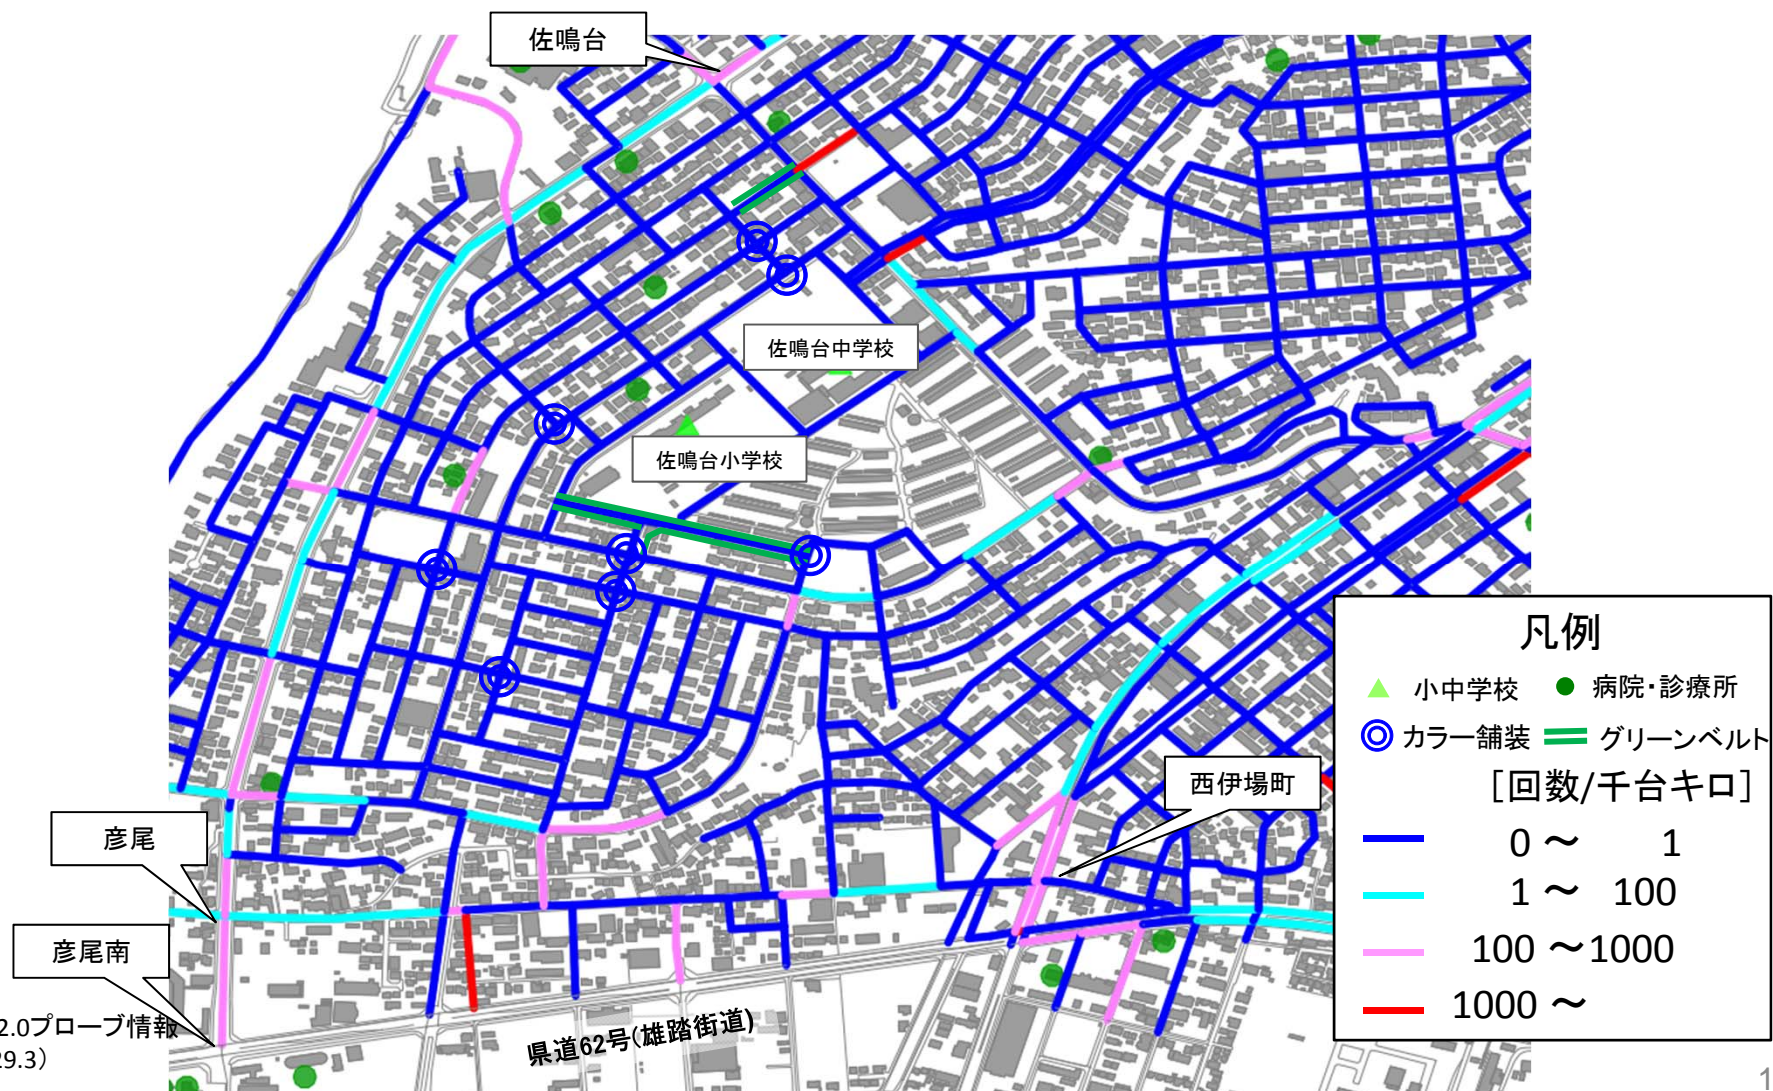 佐鳴台
佐鳴台中学校
佐鳴台小学校
凡例
小中学校
病院・診療所
カラー舗装
グリーンベルト
[回数/千台キロ]
0 ～ 1
1 ～ 100
100 ～1000
1000 ～
西伊場町
彦尾
彦尾南
2.0プローブ情報
29.3)
県道62号(雄踏街道)
1